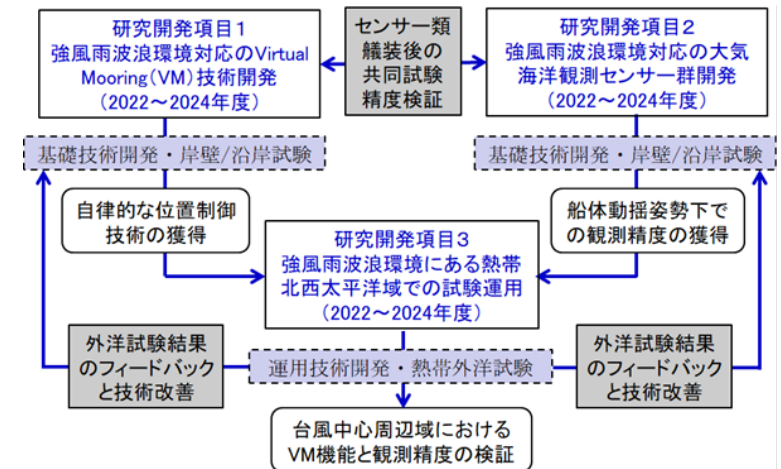 研究開発項目1
強風雨波浪環境対応のVirtual
Mooring(VM)技術開発
(2022～2024年度)
センサー類
艤装後の
共同試験
精度検証
研究開発項目2
強風雨波浪環境対応の大気
海洋観測センサー群開発
(2022～2024年度)
基礎技術開発・岸壁/沿岸試験
基礎技術開発・岸壁/沿岸試験
自律的な位置制御
技術の獲得
船体動揺姿勢下で
の観測精度の獲得
研究開発項目3
強風雨波浪環境にある熱帯
北西太平洋域での試験運用
(2022～2024年度)
外洋試験結果
のフィードバック
と技術改善
運用技術開発・熱帯外洋試験
外洋試験結果
のフィードバック
と技術改善
台風中心周辺域における
VM機能と観測精度の検証